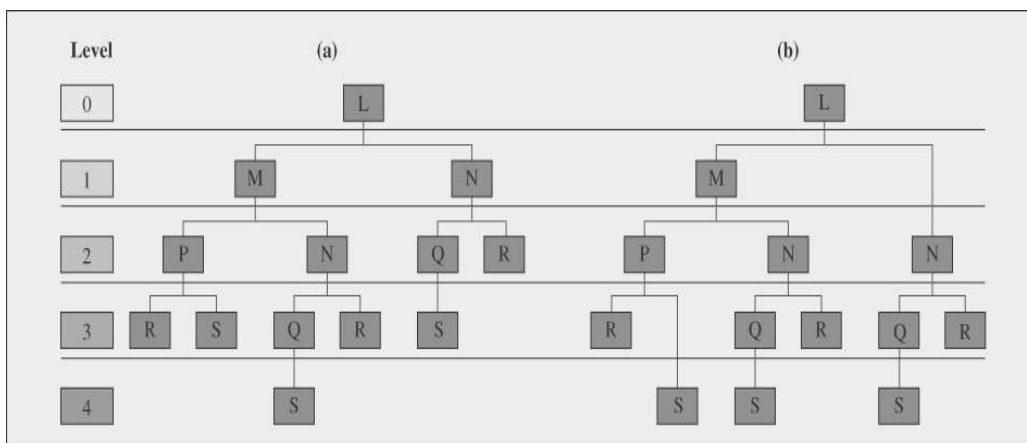 Level (a) (b)
0 L L
1 M N M
2 P N Q R P N N
3 R S Q R S R Q R Q R
4 S S S S